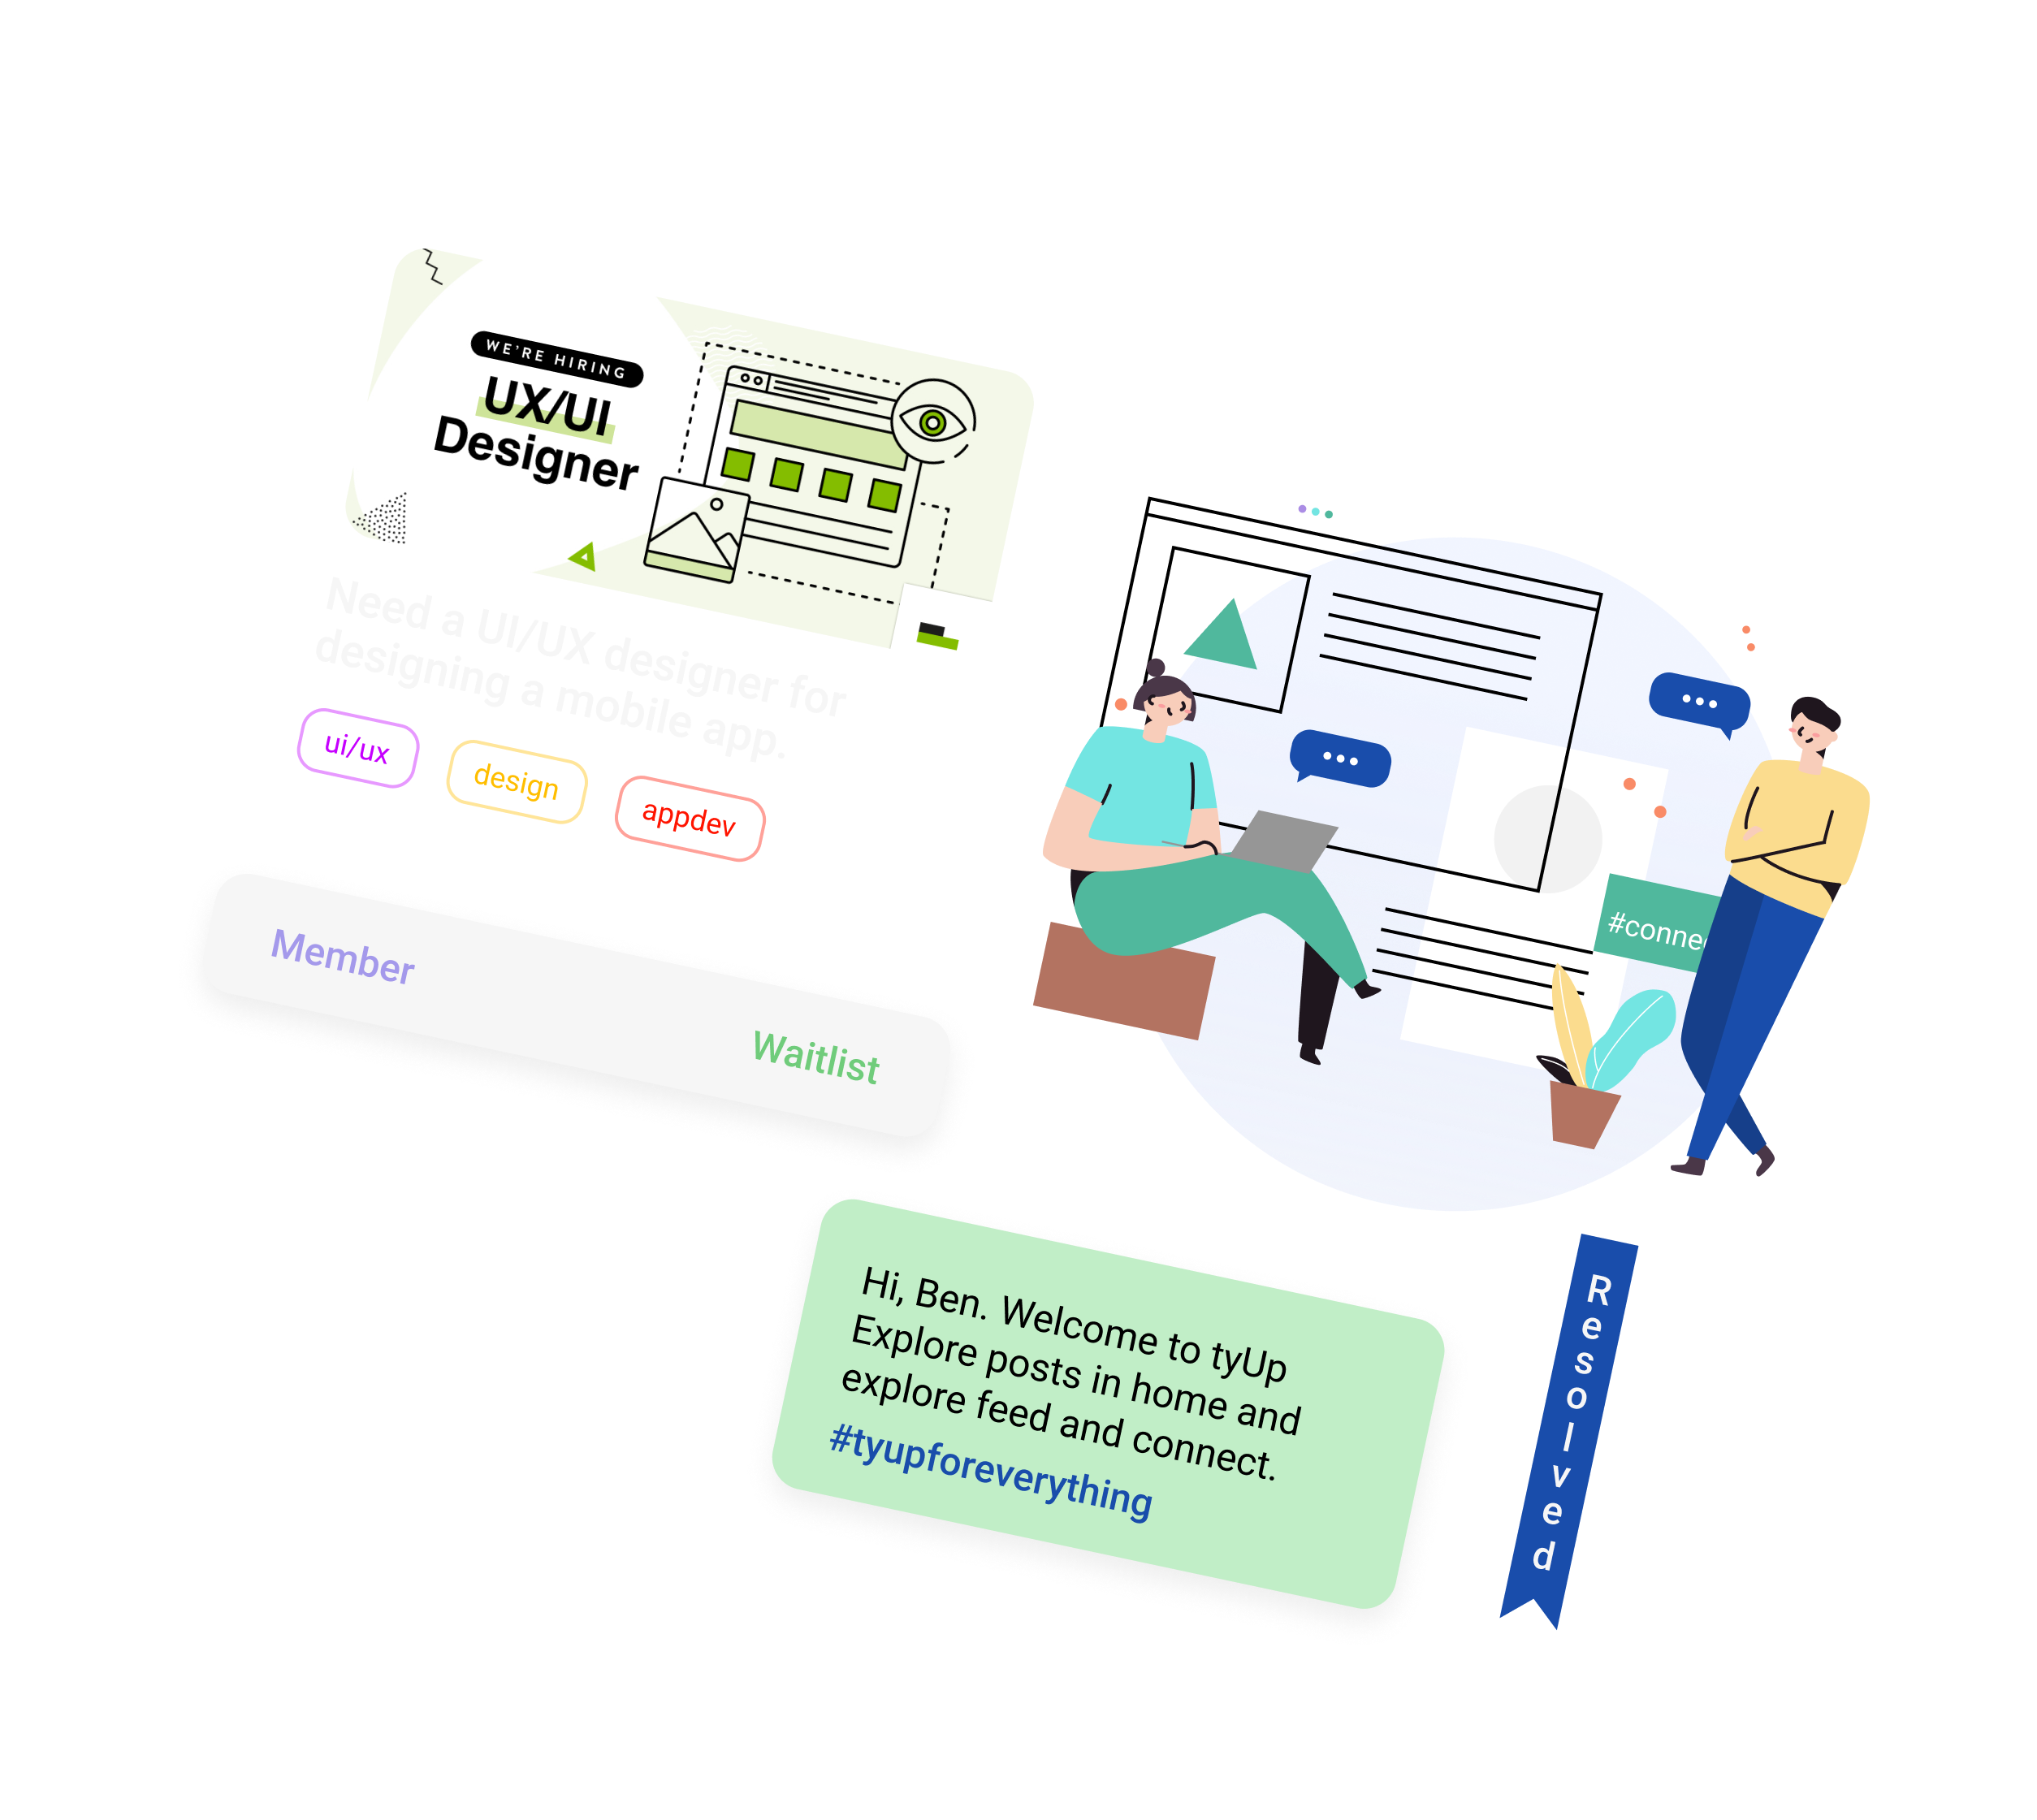 WE'RE HIRING
UX/UI
Designer
Need a UI/UX designer for
designing a mobile app.
ui/ux
design
appdev
Member
Waitlist
#connec
Hi, Ben. Welcome to tyUp
Explore posts in home and
explore feed and connect.
#tyupforeverything
Resolved